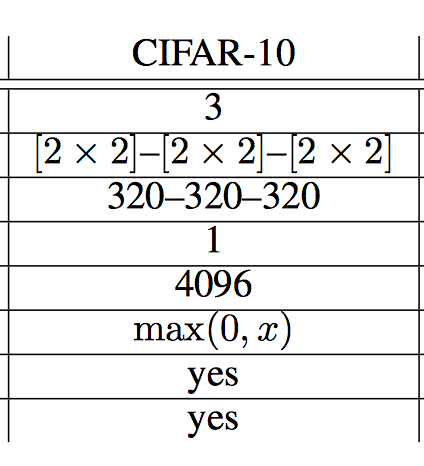 CIFAR-10
3
[2 × 2]–[2 × 2]–[2 × 2]
320–320–320
1
4096
max(0, x)
yes
yes